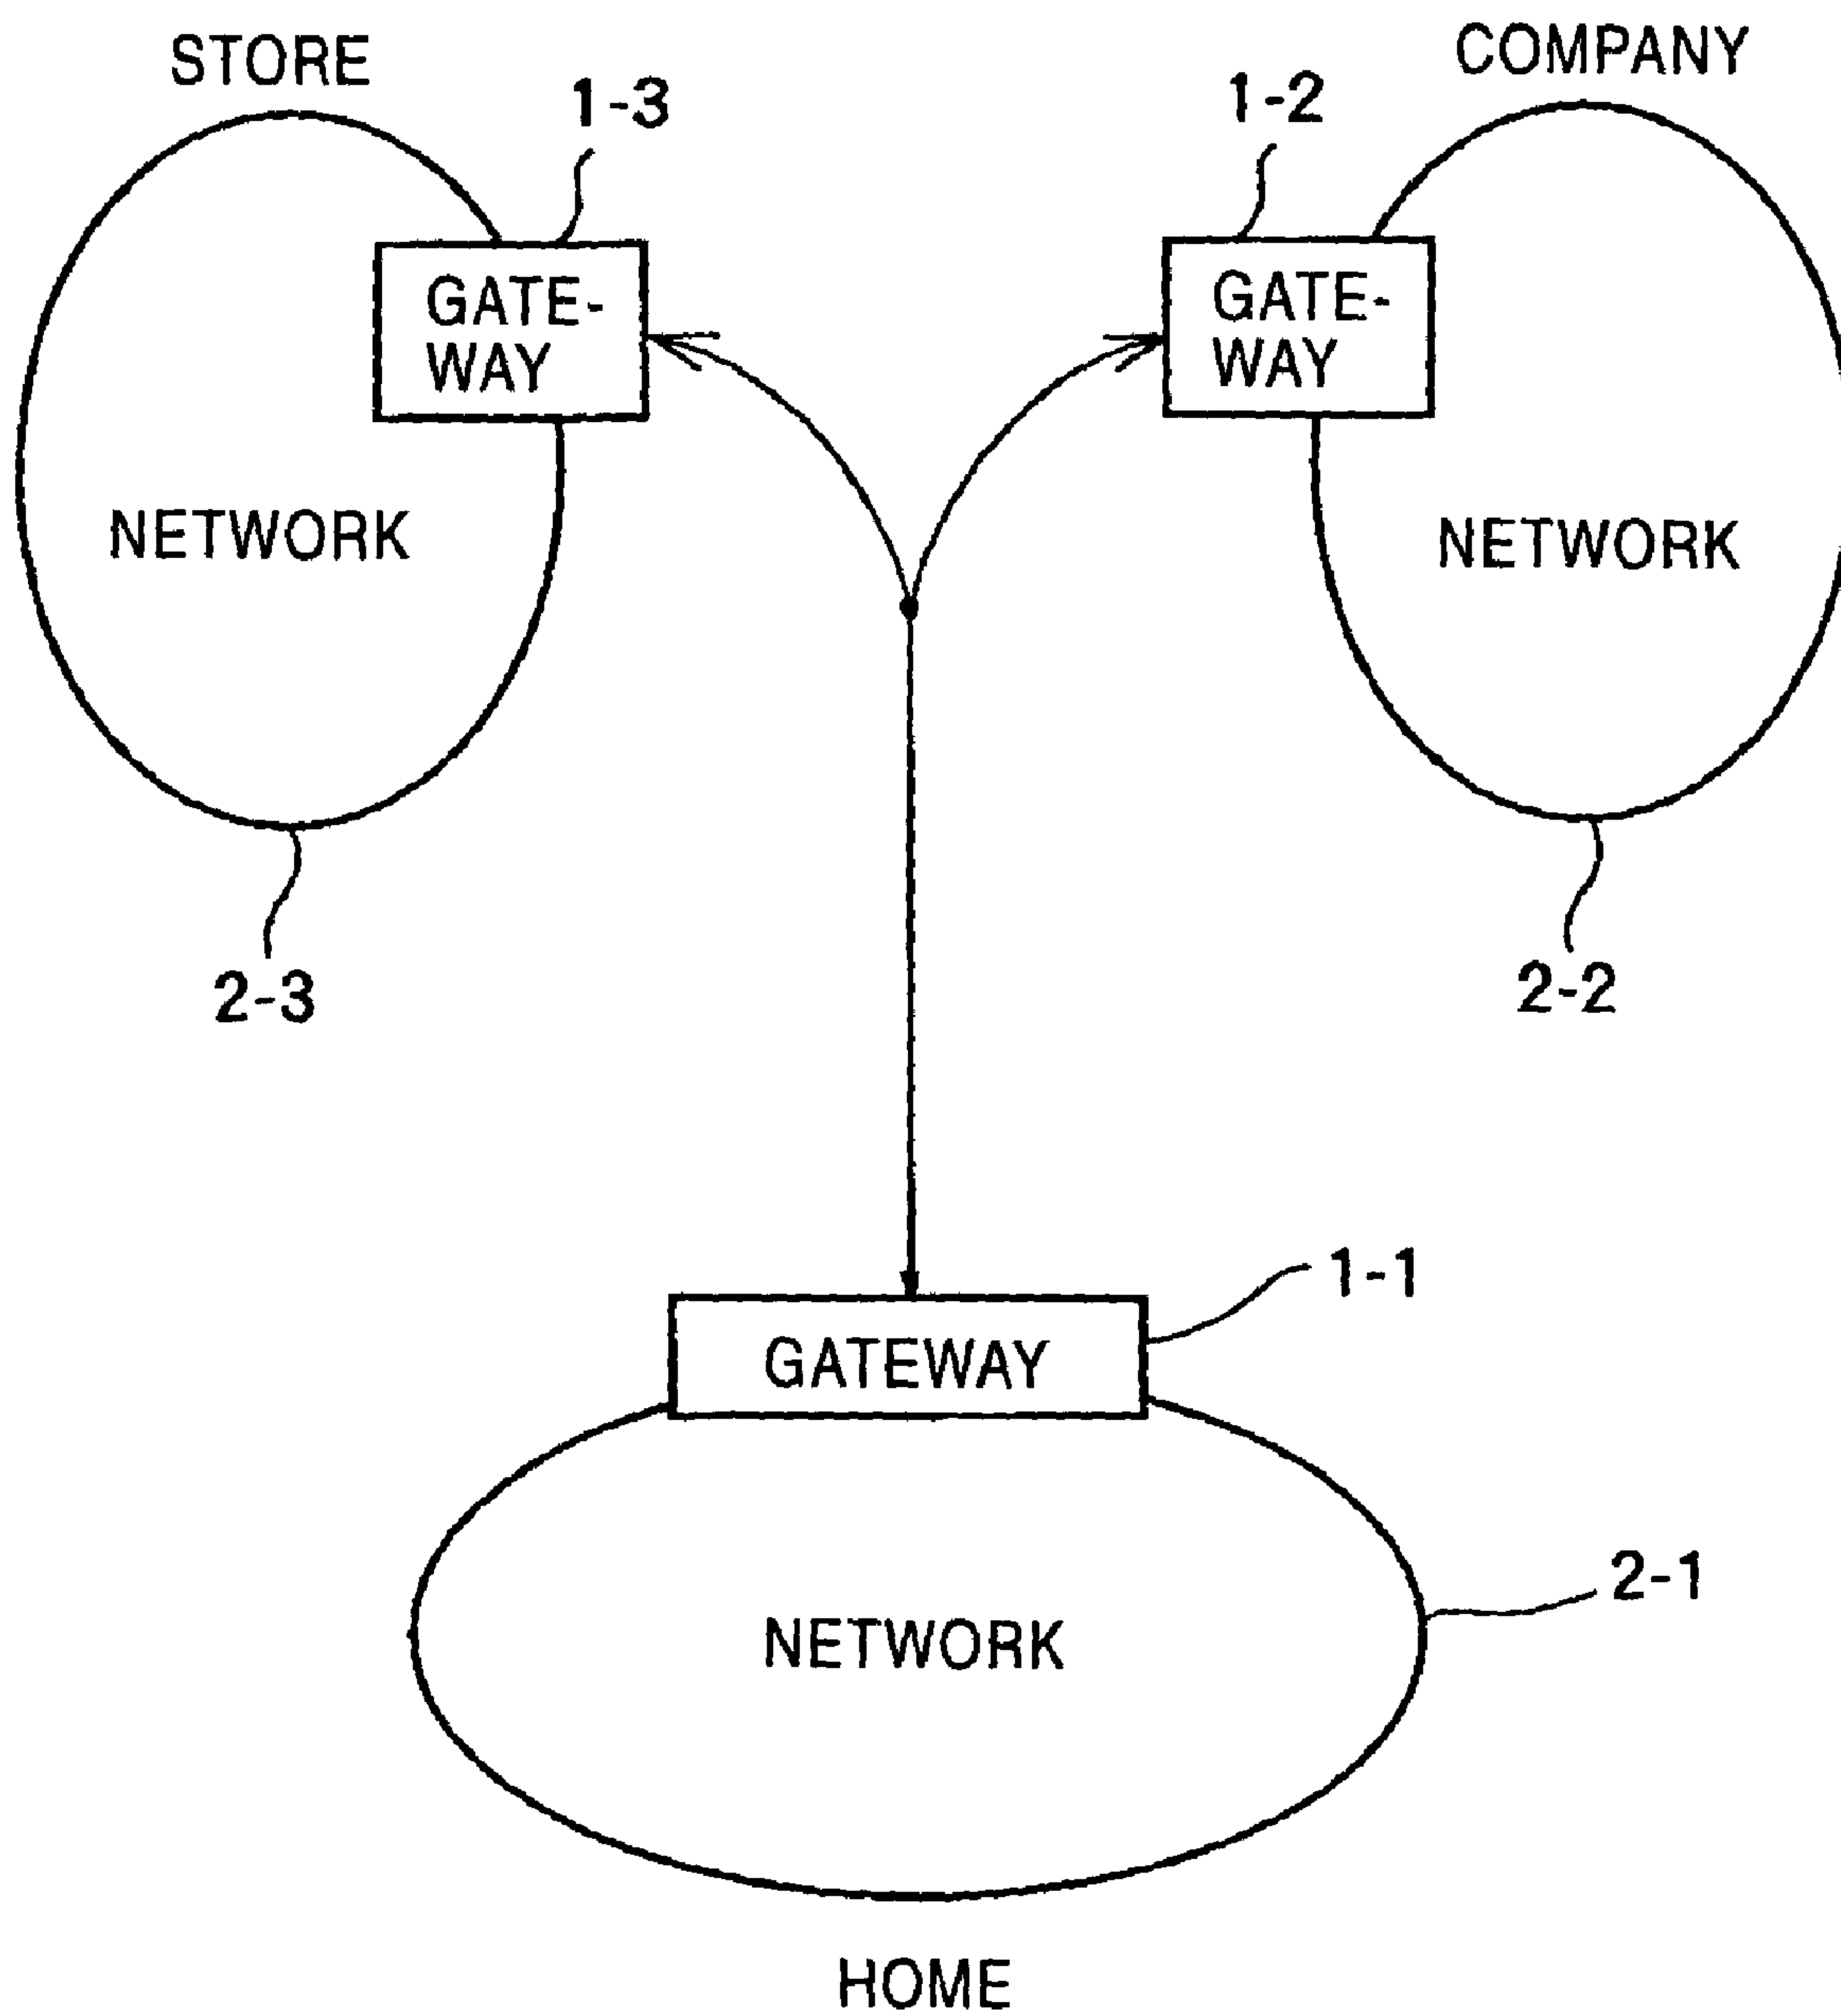 STORE
COMPANY
1-3
1-2
GATE-
WAY
GATE-
WAY
NETWORK
NETWORK
2-3
2-2
1-1
GATEWAY
2-1
NETWORK
HOME